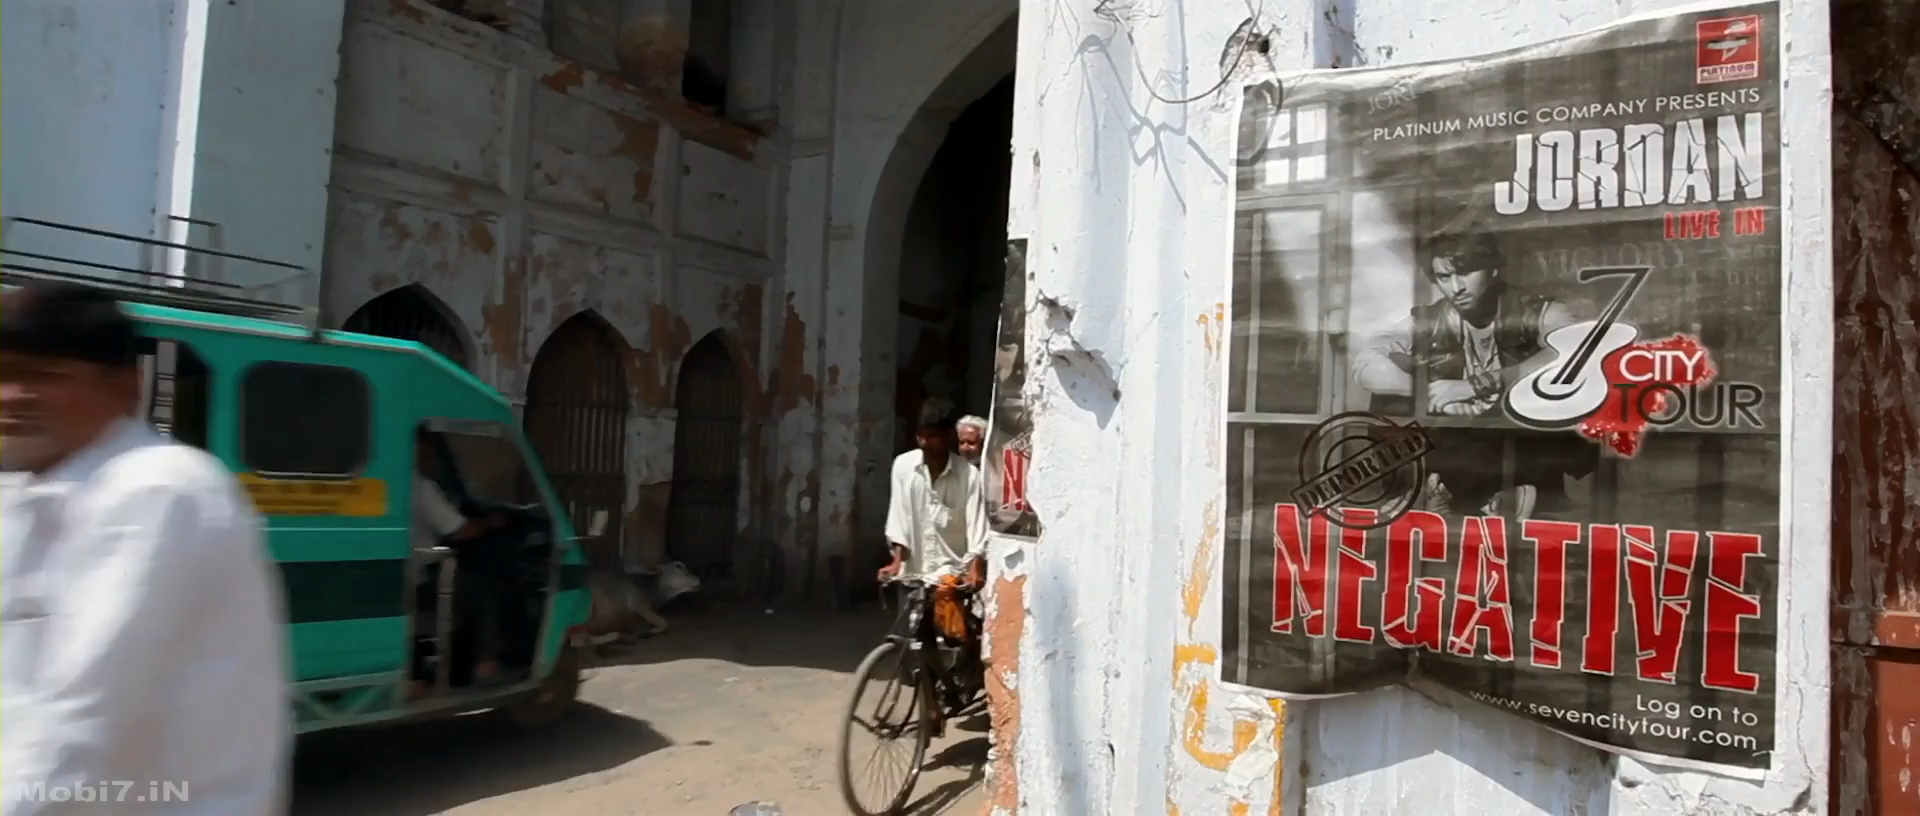 PLATINUM
PLATINUM MUSIC COMPANY PRESENTS
JORDAN
LIVE IN
VICTORY
7
CITY
TOUR
DEPORTED
NEGATIVE
Log on to
www.sevencitytour.com
N
Mobi7.iN